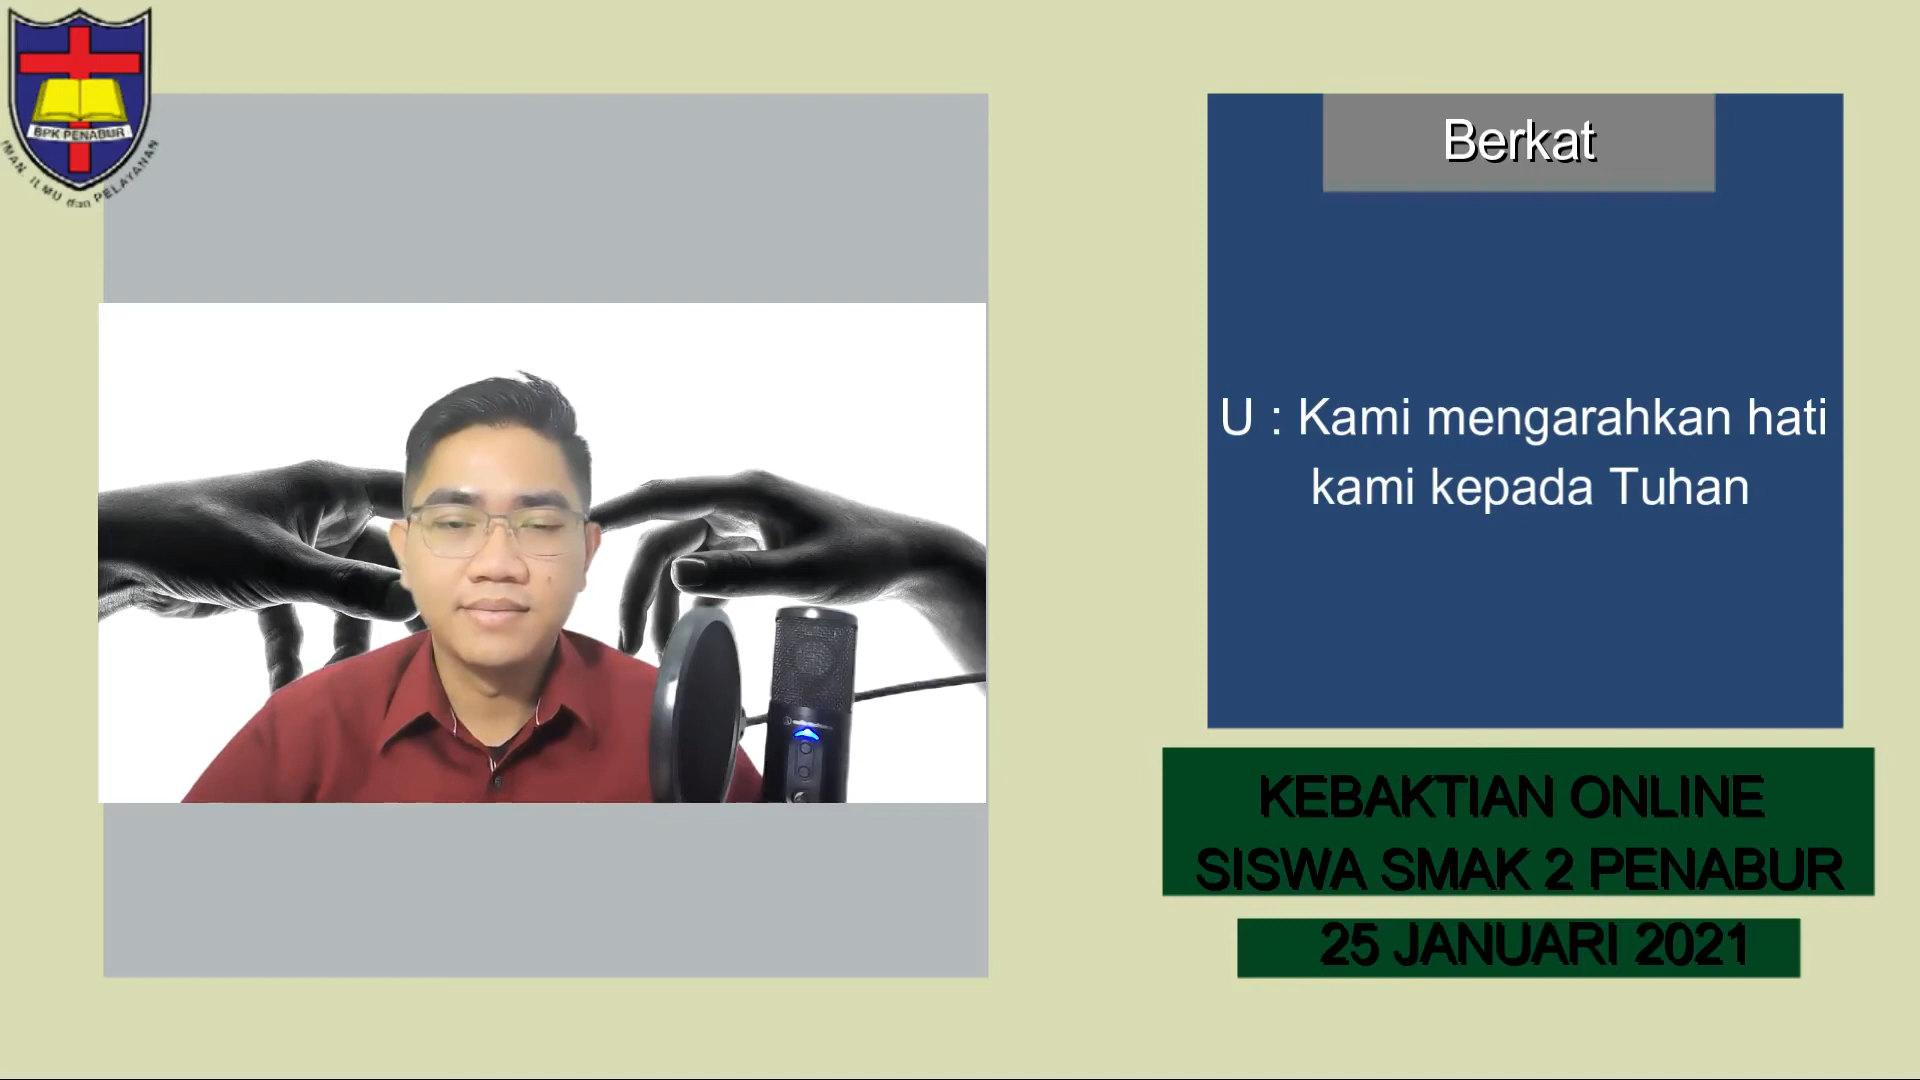 BPK PENABUR
IMAN, ILMU dan PELAYANAN
Berkat
U : Kami mengarahkan hati
kami kepada Tuhan
KEBAKTIAN ONLINE
SISWA SMAK 2 PENABUR
25 JANUARI 2021